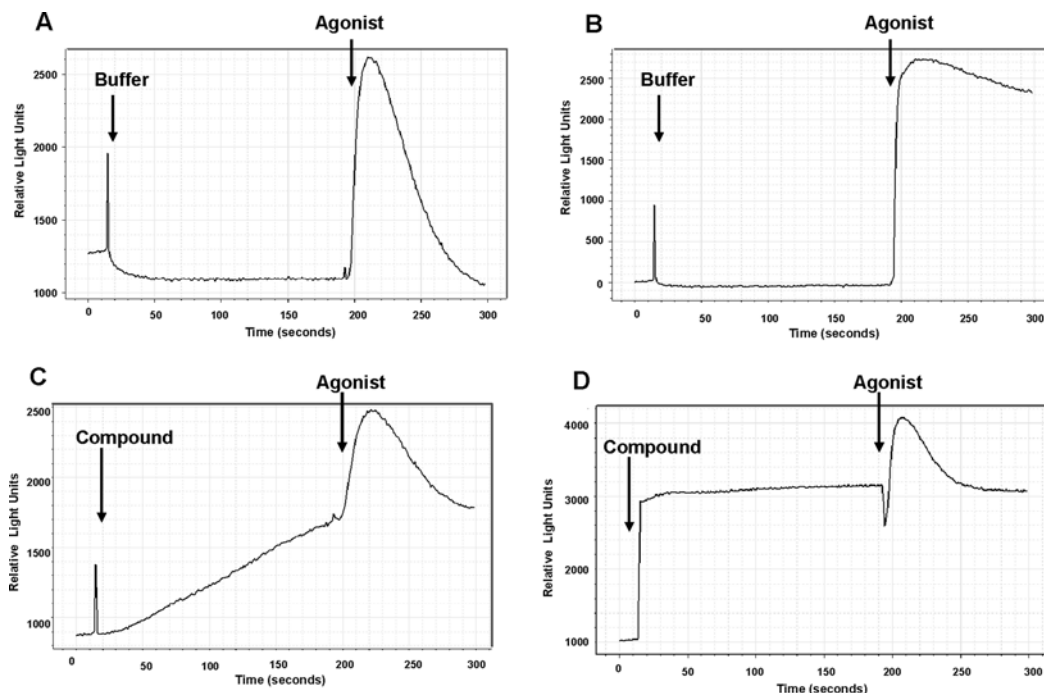 A
Agonist
Buffer
Relative Light Units
2500
2000
1500
1000
0 50 100 150 200 250 300
Time (seconds)
B
Agonist
Buffer
Relative Light Units
2500
2000
1500
1000
500
0
0 50 100 150 200 250 300
Time (seconds)
C
Agonist
Compound
Relative Light Units
2500
2000
1500
1000
0 50 100 150 200 250 300
Time (seconds)
D
Agonist
Compound
Relative Light Units
4000
3000
2000
1000
0 50 100 150 200 250 300
Time (seconds)